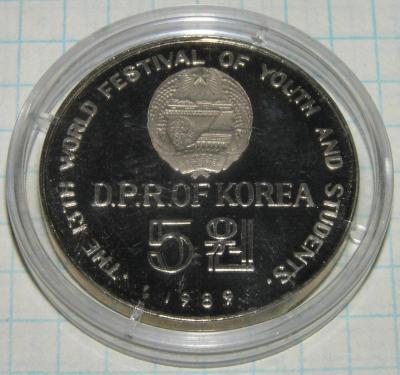 THE 13TH WORLD FESTIVAL OF YOUTH AND STUDENTS.
D.P.R.OF KOREA
5원
1989